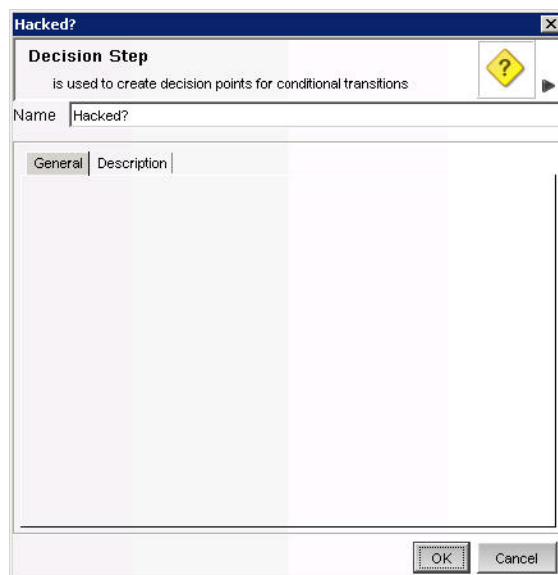 Hacked?
Decision Step
is used to create decision points for conditional transitions
Name Hacked?
General Description
OK Cancel